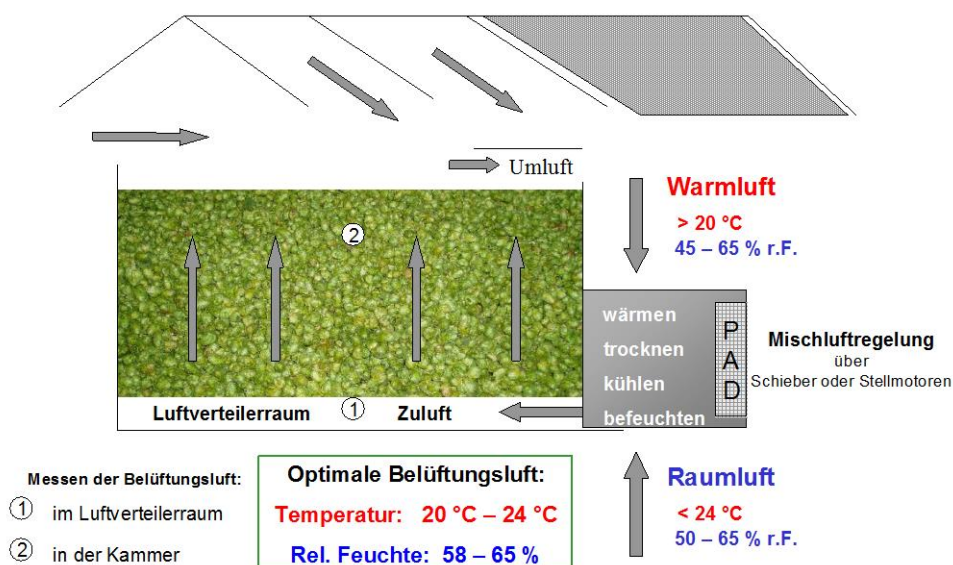 Umluft
Warmluft
> 20 °C
45 – 65 % r.F.
②
wärmen
trocknen
kühlen
befeuchten
PAD
Mischluftregelung
über
Schieber oder Stellmotoren
Luftverteilerraum ① Zuluft
Messen der Belüftungsluft:
① im Luftverteilerraum
② in der Kammer
Optimale Belüftungsluft:
Temperatur: 20 °C – 24 °C
Rel. Feuchte: 58 – 65 %
Raumluft
< 24 °C
50 – 65 % r.F.